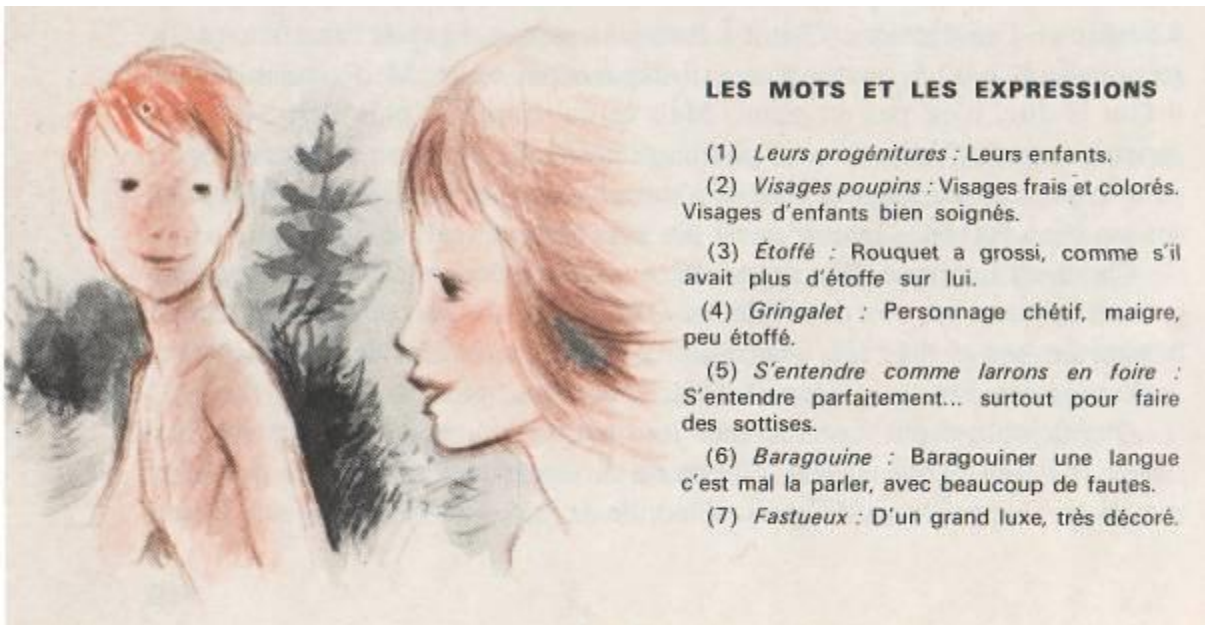 LES MOTS ET LES EXPRESSIONS
(1) Leurs progénitures : Leurs enfants.
(2) Visages poupins : Visages frais et colorés.
Visages d'enfants bien soignés.
(3) Étoffé : Rouquet a grossi, comme s'il
avait plus d'étoffe sur lui.
(4) Gringalet : Personnage chétif, maigre,
peu étoffé.
(5) S'entendre comme larrons en foire :
S'entendre parfaitement... surtout pour faire
des sottises.
(6) Baragouine : Baragouiner une langue
c'est mal la parler, avec beaucoup de fautes.
(7) Fastueux : D'un grand luxe, très décoré.